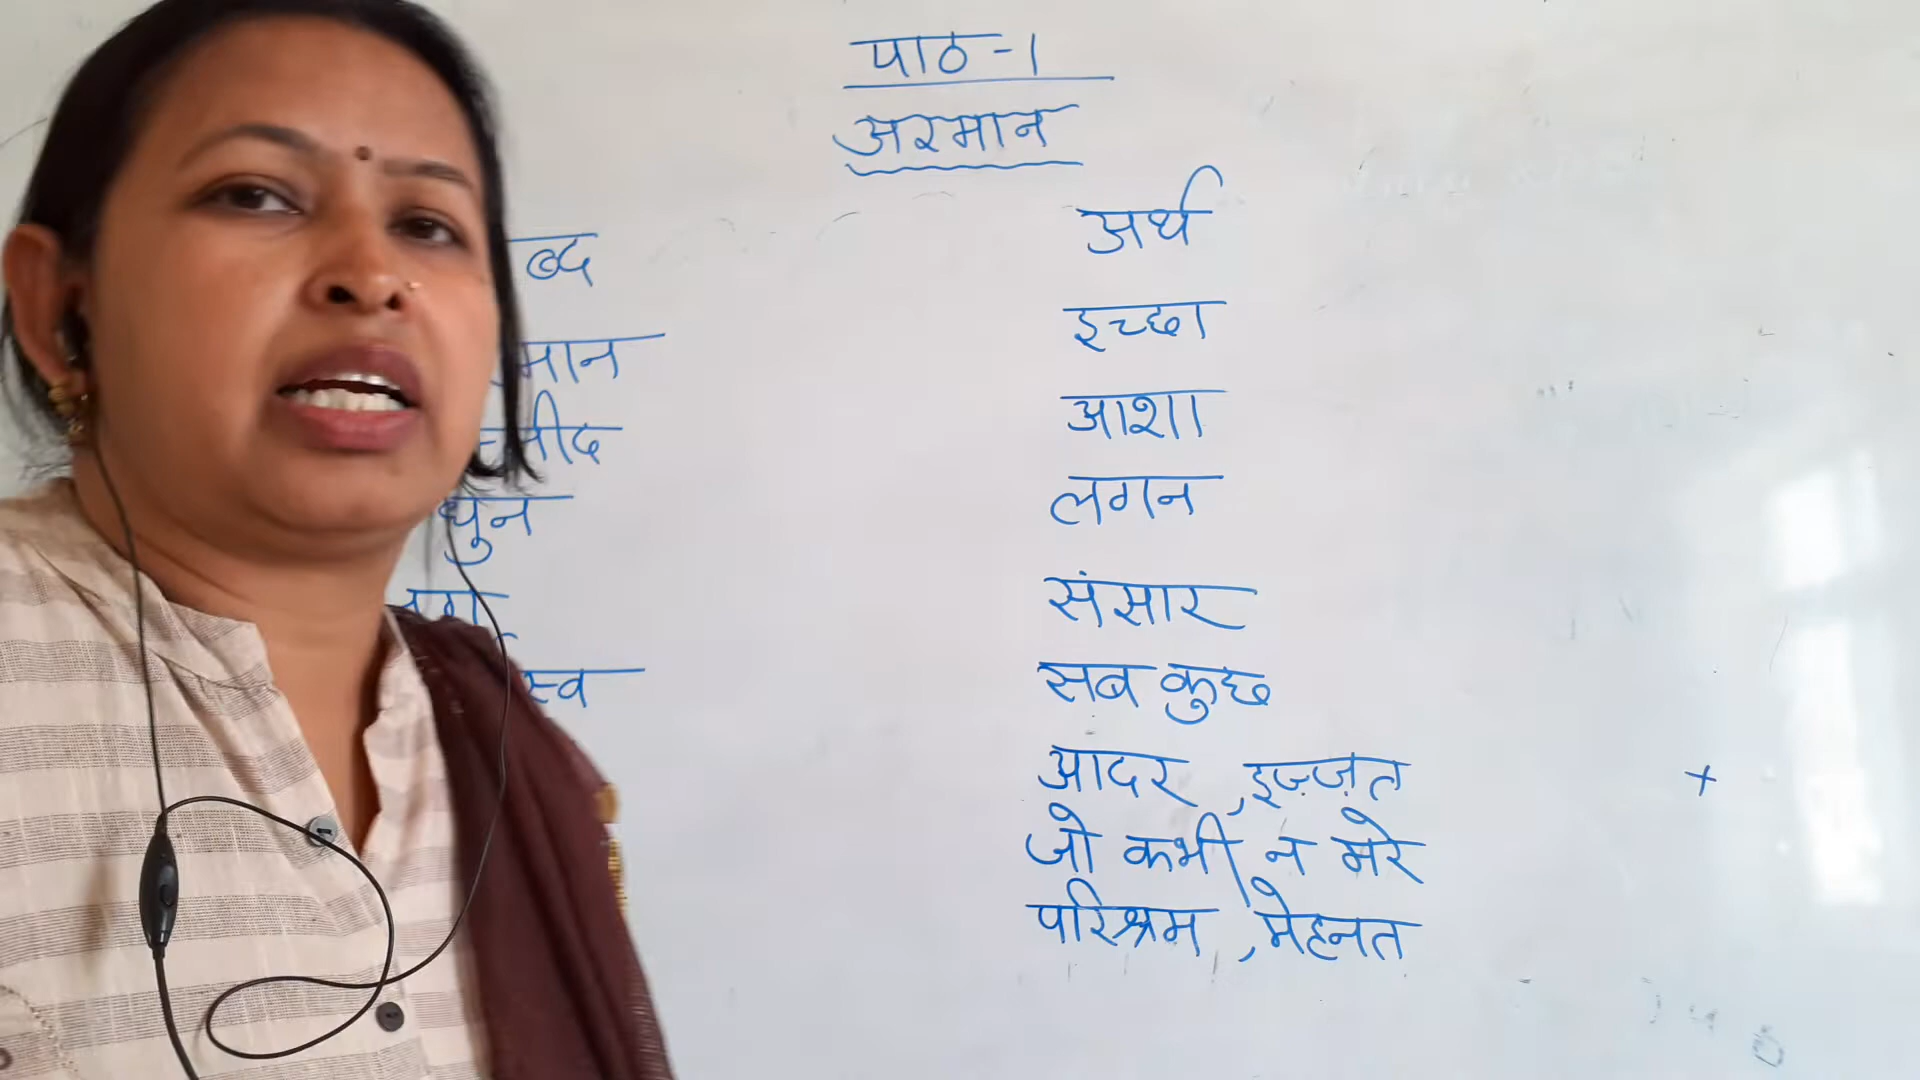 पाठ-1
अरमान
ब्द अर्थ
मान इच्छा
मीद आशा
धुन लगन
संसार
स्व सब कुछ
आदर, इज़्ज़त
जो कभी न मरे
परिश्रम, मेहनत
+